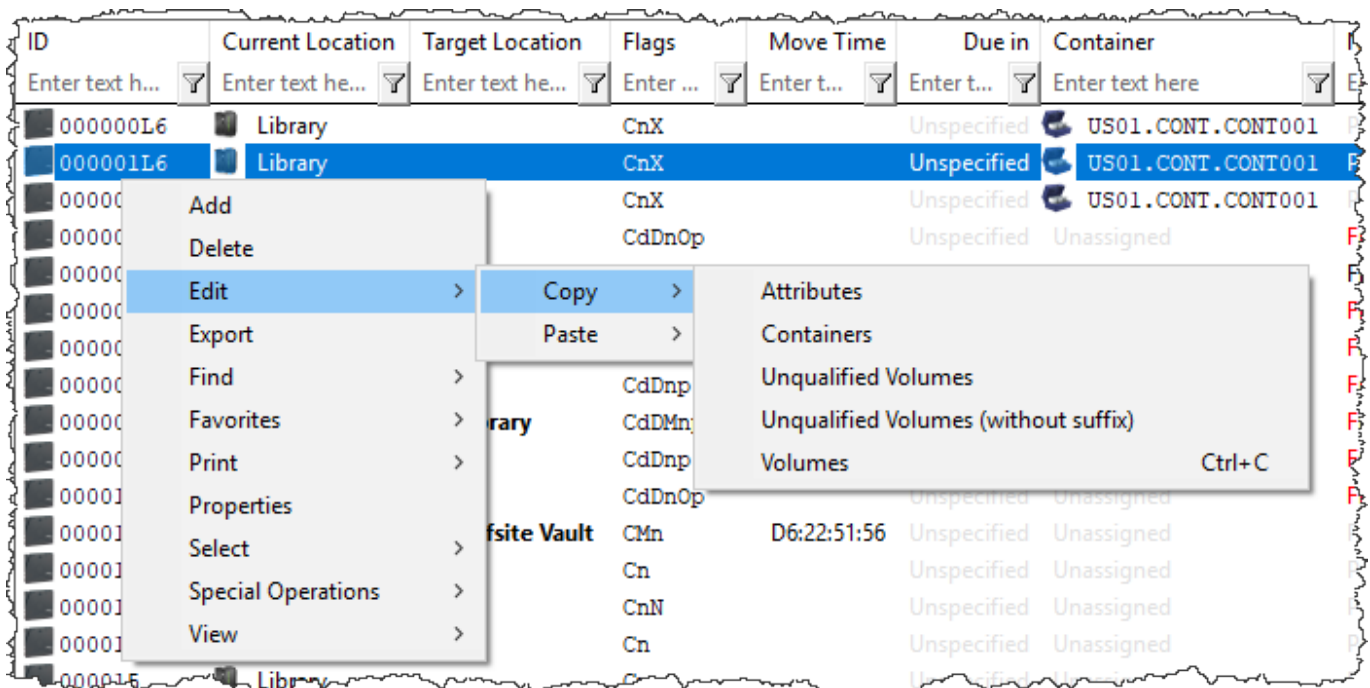 ID Current Location Target Location Flags Move Time Due in Container
Enter text h... Enter text he... Enter text he... Enter ... Enter t... Enter t... Enter text here
000000L6 Library CnX Unspecified US01.CONT.CONT001
000001L6 Library CnX Unspecified US01.CONT.CONT001
CnX Unspecified US01.CONT.CONT001
Add
CdDnOp Unspecified Unassigned
Delete
Edit > Copy > Attributes
Export Paste > Containers
Find > CdDnp Unqualified Volumes
Favorites > CdDMn Unqualified Volumes (without suffix)
Print > CdDnp Volumes Ctrl+C
Properties CdDnOp Unspecified Unassigned
fsite Vault CMn D6:22:51:56 Unspecified Unassigned
Select >
Cn Unspecified Unassigned
Special Operations >
CnN Unspecified Unassigned
View > Cn Unspecified Unassigned
Library